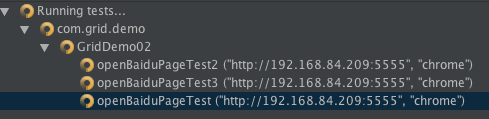 Running tests...
com.grid.demo
GridDemo02
openBaiduPageTest2 ("http://192.168.84.209:5555", "chrome")
openBaiduPageTest3 ("http://192.168.84.209:5555", "chrome")
openBaiduPageTest ("http://192.168.84.209:5555", "chrome")